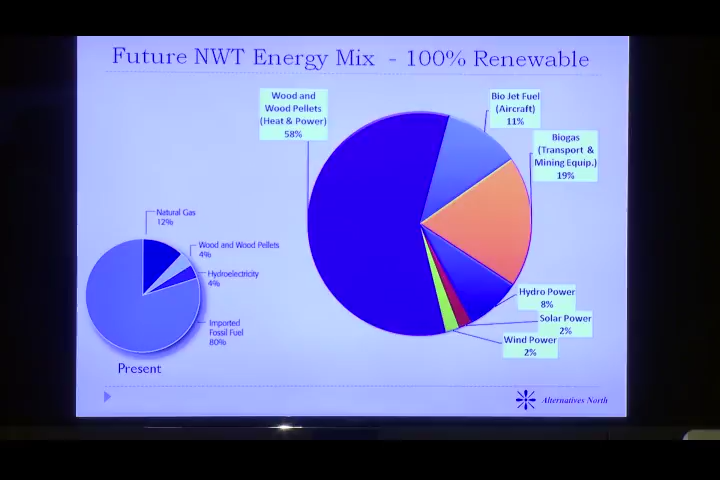 Future NWT Energy Mix - 100% Renewable
Wood and
Wood Pellets
(Heat & Power)
58%
Bio Jet Fuel
(Aircraft)
11%
Biogas
(Transport &
Mining Equip.)
19%
Natural Gas
12%
Wood and Wood Pellets
4%
Hydroelectricity
4%
Imported
Fossil Fuel
80%
Present
Hydro Power
8%
Solar Power
2%
Wind Power
2%
Alternatives North